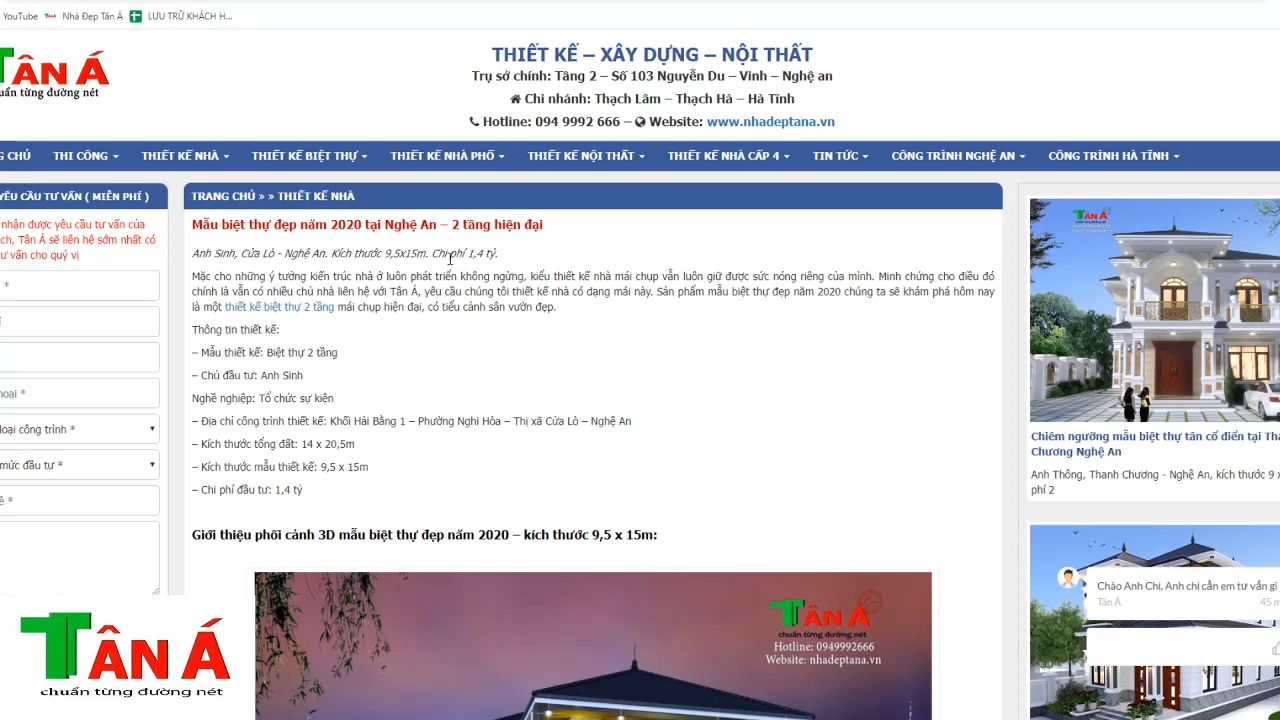 YouTube Nhà Đẹp Tân Á LƯU TRỮ KHÁCH H...
TÂN Á
chuẩn từng đường nét
THIẾT KẾ – XÂY DỰNG – NỘI THẤT
Trụ sở chính: Tầng 2 – Số 103 Nguyễn Du – Vinh – Nghệ an
Chi nhánh: Thạch Lâm – Thạch Hà – Hà Tĩnh
Hotline: 094 9992 666 – Website: www.nhadeptana.vn
G CHỦ THI CÔNG THIẾT KẾ NHÀ THIẾT KẾ BIỆT THỰ THIẾT KẾ NHÀ PHỐ THIẾT KẾ NỘI THẤT THIẾT KẾ NHÀ CẤP 4 TIN TỨC CÔNG TRÌNH NGHỆ AN CÔNG TRÌNH HÀ TĨNH
YÊU CẦU TƯ VẤN ( MIỄN PHÍ )
nhận được yêu cầu tư vấn của
ch, Tân Á sẽ liên hệ sớm nhất có
tư vấn cho quý vị
*
hoại *
loại công trình *
mức đầu tư *
ệ *
TRANG CHỦ » » THIẾT KẾ NHÀ
Mẫu biệt thự đẹp năm 2020 tại Nghệ An – 2 tầng hiện đại
Anh Sinh, Cửa Lò - Nghệ An. Kích thước 9,5x15m. Chi phí 1,4 tỷ.
Mặc cho những ý tưởng kiến trúc nhà ở luôn phát triển không ngừng, kiểu thiết kế nhà mái chụp vẫn luôn giữ được sức nóng riêng của mình. Minh chứng cho điều đó
chính là vẫn có nhiều chủ nhà liên hệ với Tân Á, yêu cầu chúng tôi thiết kế nhà có dạng mái này. Sản phẩm mẫu biệt thự đẹp năm 2020 chúng ta sẽ khám phá hôm nay
là một thiết kế biệt thự 2 tầng mái chụp hiện đại, có tiểu cảnh sân vườn đẹp.
Thông tin thiết kế:
– Mẫu thiết kế: Biệt thự 2 tầng
– Chủ đầu tư: Anh Sinh
Nghề nghiệp: Tổ chức sự kiện
– Địa chỉ công trình thiết kế: Khối Hải Bằng 1 – Phường Nghi Hòa – Thị xã Cửa Lò – Nghệ An
– Kích thước tổng đất: 14 x 20,5m
– Kích thước mẫu thiết kế: 9,5 x 15m
– Chi phí đầu tư: 1,4 tỷ
Giới thiệu phối cảnh 3D mẫu biệt thự đẹp năm 2020 – kích thước 9,5 x 15m:
TÂN Á
chuẩn từng đường nét
Hotline: 0949992666
Website: nhadeptana.vn
TÂN Á
Chiêm ngưỡng mẫu biệt thự tân cổ điển tại Tha
Chương Nghệ An
Anh Thông, Thanh Chương - Nghệ An, kích thước 9 x
phí 2
Chào Anh Chị, Anh chị cần em tư vấn gì
Tân Á 45 m
TÂN Á
chuẩn từng đường nét